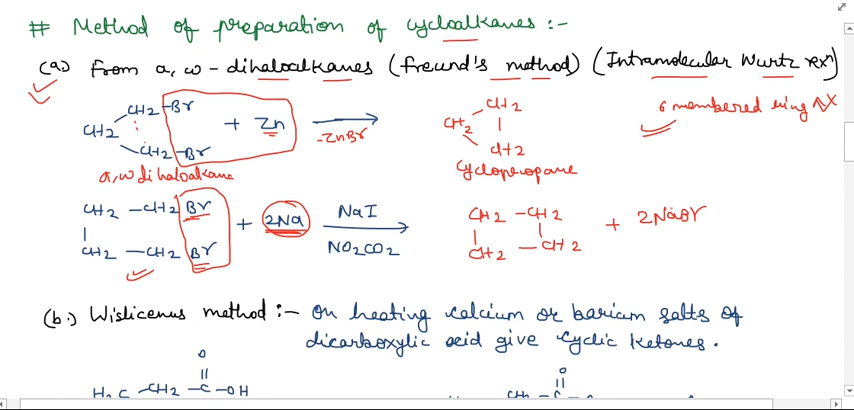 # Method of preparation of cycloalkanes :-
(a) From α, ω - dihaloalkanes (Freund's method) (Intramolecular Wurtz rxn)
CH2 -Br
CH2 + Zn
CH2 -Br
-ZnBr
α, ω dihaloalkane
CH2
CH2
CH2
Cyclopropane
6 membered ring
CH2 - CH2 Br
CH2 - CH2 Br
+ 2Na
NaI
NO2CO2
CH2 - CH2
CH2 - CH2
+ 2NaBr
(b.) Wislicenus method :- On heating calcium or barium salts of
dicarboxylic acid give cyclic ketones.
O
H2C - CH2 - C - OH
O
CH2 - C